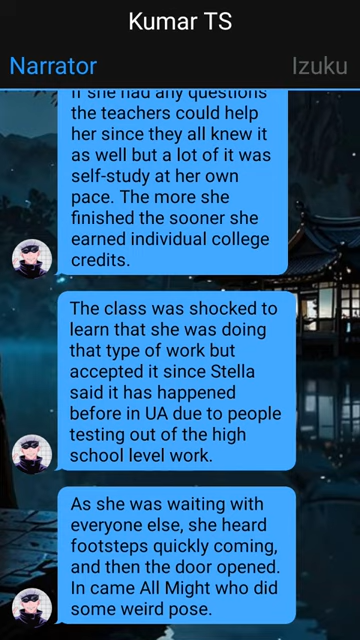 Kumar TS
Narrator
Izuku
If she had any questions
the teachers could help
her since they all knew it
as well but a lot of it was
self-study at her own
pace. The more she
finished the sooner she
earned individual college
credits.
The class was shocked to
learn that she was doing
that type of work but
accepted it since Stella
said it has happened
before in UA due to people
testing out of the high
school level work.
As she was waiting with
everyone else, she heard
footsteps quickly coming,
and then the door opened.
In came All Might who did
some weird pose.